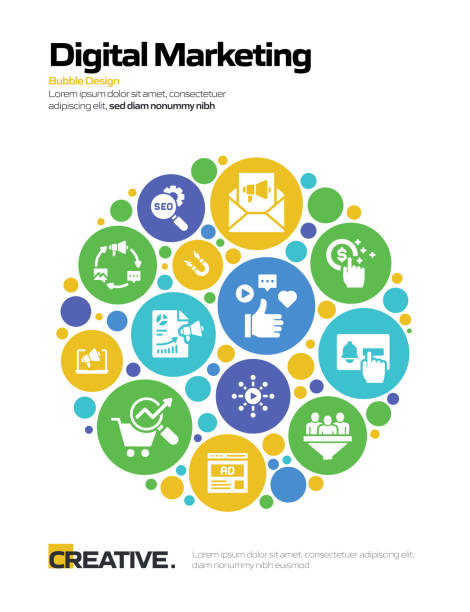 Digital Marketing
Bubble Design
Lorem ipsum dolor sit amet, consectetuer
adipiscing elit, sed diam nonummy nibh
SEO
$
AD
CREATIVE.
Lorem ipsum dolor sit amet, consectetuer adipiscing elit, sed
diam nonummy nibh euismod